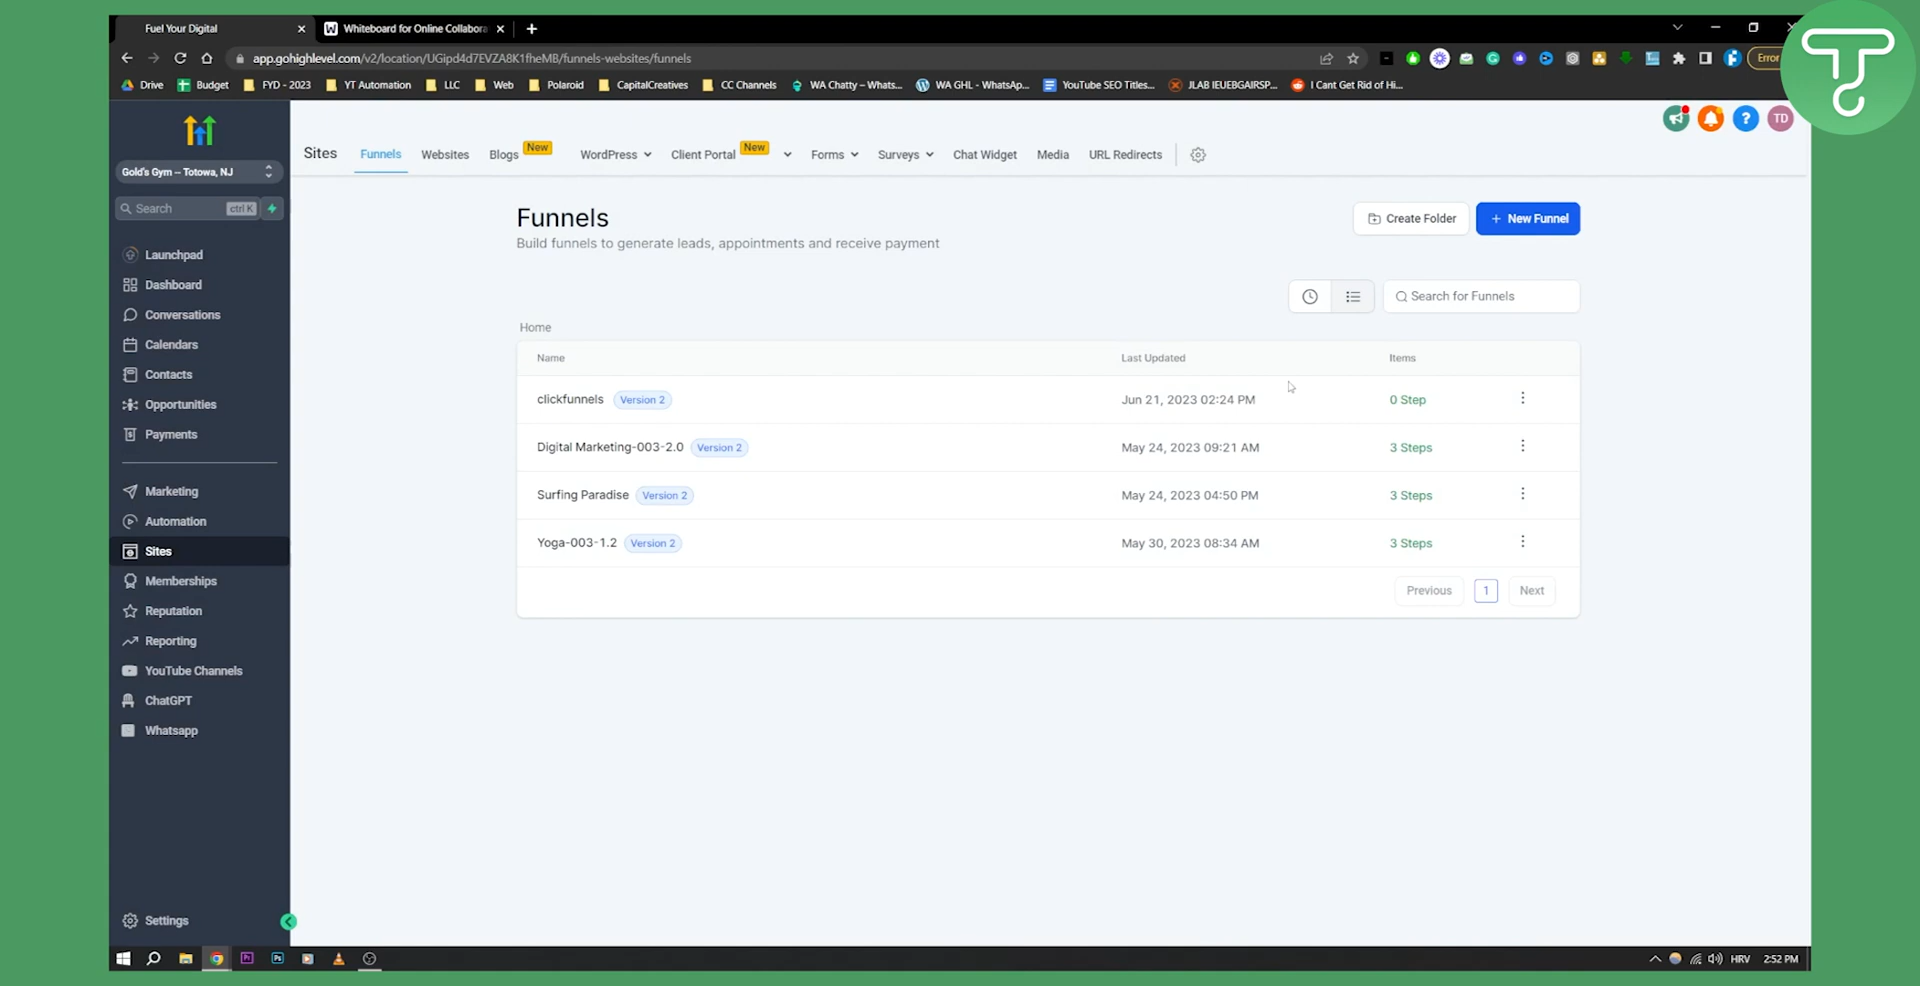 Fuel Your Digital
Whiteboard for Online Collabora
app.gohighlevel.com/v2/location/UGipd4d7EVZA8K1fheMB/funnels-websites/funnels
Error
Drive
Budget
FYD - 2023
YT Automation
LLC
Web
Polaroid
CapitalCreatives
CC Channels
WA Chatty – Whats...
WA GHL - WhatsAp...
YouTube SEO Titles...
JLAB IEUEBGAIRSP...
I Cant Get Rid of Hi...
TD
Sites
Funnels
Websites
Blogs
New
WordPress
Client Portal
New
Forms
Surveys
Chat Widget
Media
URL Redirects
Gold's Gym -- Totowa, NJ
Search
ctrl K
Launchpad
Dashboard
Conversations
Calendars
Contacts
Opportunities
Payments
Marketing
Automation
Sites
Memberships
Reputation
Reporting
YouTube Channels
ChatGPT
Whatsapp
Settings
Funnels
Build funnels to generate leads, appointments and receive payment
Create Folder
+ New Funnel
Search for Funnels
Home
Name Last Updated Items
clickfunnels Version 2 Jun 21, 2023 02:24 PM 0 Step
Digital Marketing-003-2.0 Version 2 May 24, 2023 09:21 AM 3 Steps
Surfing Paradise Version 2 May 24, 2023 04:50 PM 3 Steps
Yoga-003-1.2 Version 2 May 30, 2023 08:34 AM 3 Steps
Previous 1 Next
Pr
Ps
HRV
2:52 PM